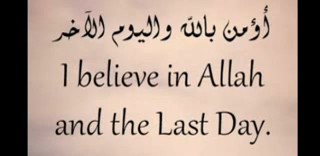 أؤمن بالله واليوم الآخر
I believe in Allah
and the Last Day.